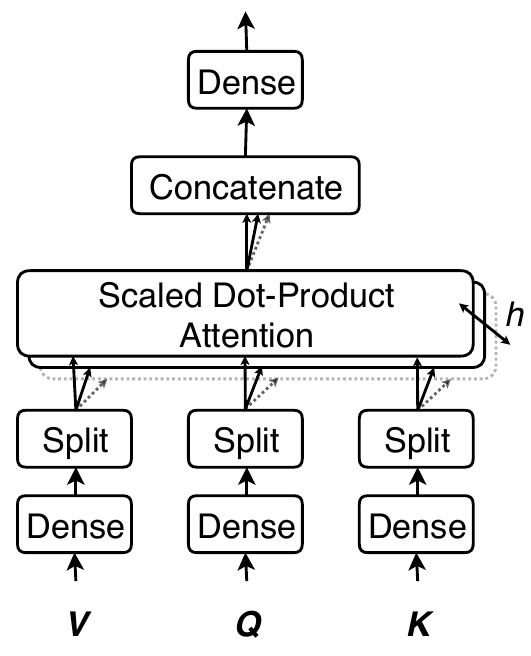 Dense
Concatenate
Scaled Dot-Product
Attention
h
Split Split Split
Dense Dense Dense
V Q K